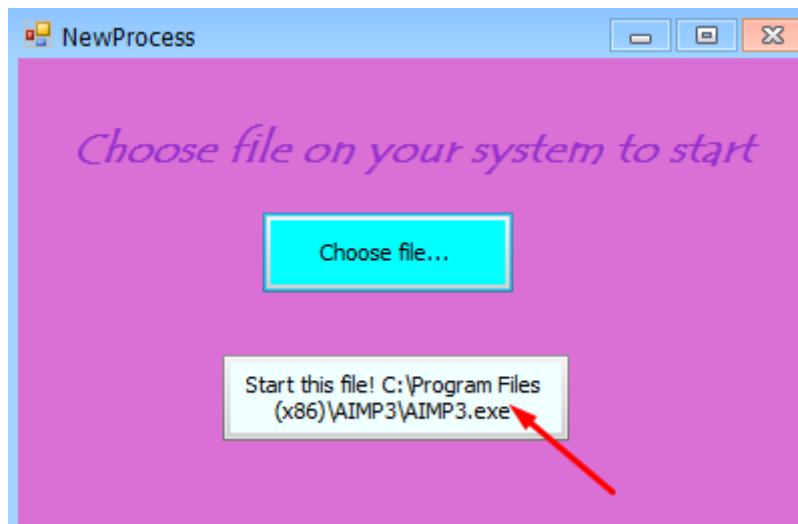 NewProcess
Choose file on your system to start
Choose file...
Start this file! C:\Program Files
(x86)\AIMP3\AIMP3.exe